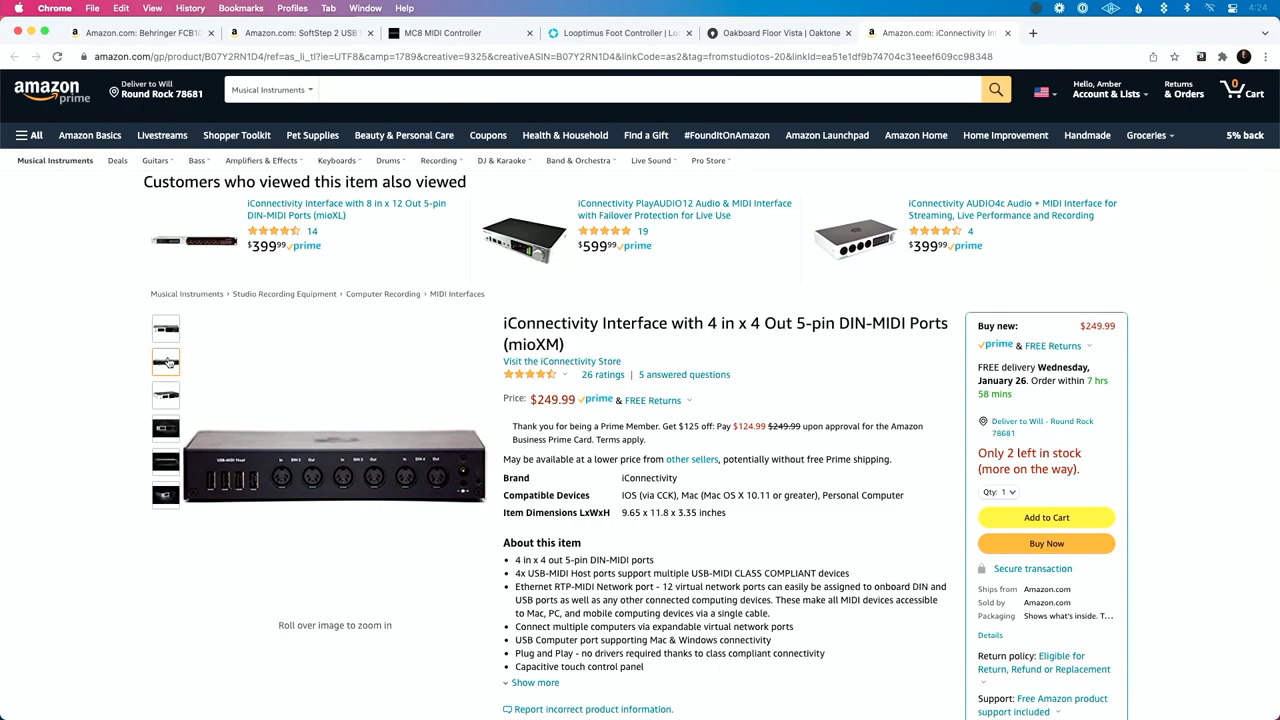 Chrome File Edit View History Bookmarks Profiles Tab Window Help 4:24
Amazon.com: Behringer FCB10 Amazon.com: SoftStep 2 USB MC8 MIDI Controller Looptimus Foot Controller | Lo Oakboard Floor Vista | Oaktone Amazon.com: iConnectivity Int
amazon.com/gp/product/B07Y2RN1D4/ref=as_li_tl?ie=UTF8&camp=1789&creative=9325&creativeASIN=B07Y2RN1D4&linkCode=as2&tag=fromstudiotos-20&linkId=ea51e1df9b74704c31eeef609cc98348
amazon prime
Deliver to Will
Round Rock 78681
Musical Instruments
Hello, Amber
Account & Lists
Returns
& Orders
0
Cart
All Amazon Basics Livestreams Shopper Toolkit Pet Supplies Beauty & Personal Care Coupons Health & Household Find a Gift #FoundItOnAmazon Amazon Launchpad Amazon Home Home Improvement Handmade Groceries 5% back
Musical Instruments Deals Guitars Bass Amplifiers & Effects Keyboards Drums Recording DJ & Karaoke Band & Orchestra Live Sound Pro Store
Customers who viewed this item also viewed
iConnectivity Interface with 8 in x 12 Out 5-pin
DIN-MIDI Ports (mioXL)
14
$399.99 prime
iConnectivity PlayAUDIO12 Audio & MIDI Interface
with Failover Protection for Live Use
19
$599.99 prime
iConnectivity AUDIO4c Audio + MIDI Interface for
Streaming, Live Performance and Recording
4
$399.99 prime
Musical Instruments › Studio Recording Equipment › Computer Recording › MIDI Interfaces
USB-MIDI Host In DIN 2 Out In Out In Out
Roll over image to zoom in
iConnectivity Interface with 4 in x 4 Out 5-pin DIN-MIDI Ports
(mioXM)
Visit the iConnectivity Store
26 ratings | 5 answered questions
Price: $249.99 prime & FREE Returns
Thank you for being a Prime Member. Get $125 off: Pay $124.99 $249.99 upon approval for the Amazon
Business Prime Card. Terms apply.
May be available at a lower price from other sellers, potentially without free Prime shipping.
Brand iConnectivity
Compatible Devices IOS (via CCK), Mac (Mac OS X 10.11 or greater), Personal Computer
Item Dimensions LxWxH 9.65 x 11.8 x 3.35 inches
About this item
• 4 in x 4 out 5-pin DIN-MIDI ports
• 4x USB-MIDI Host ports support multiple USB-MIDI CLASS COMPLIANT devices
• Ethernet RTP-MIDI Network port - 12 virtual network ports can easily be assigned to onboard DIN and
USB ports as well as any other connected computing devices. These make all MIDI devices accessible
to Mac, PC, and mobile computing devices via a single cable.
• Connect multiple computers via expandable virtual network ports
• USB Computer port supporting Mac & Windows connectivity
• Plug and Play - no drivers required thanks to class compliant connectivity
• Capacitive touch control panel
Show more
Report incorrect product information.
Buy new: $249.99
prime & FREE Returns
FREE delivery Wednesday,
January 26. Order within 7 hrs
58 mins
Deliver to Will - Round Rock
78681
Only 2 left in stock
(more on the way).
Qty: 1
Add to Cart
Buy Now
Secure transaction
Ships from Amazon.com
Sold by Amazon.com
Packaging Shows what's inside. T…
Details
Return policy: Eligible for
Return, Refund or Replacement
Support: Free Amazon product
support included